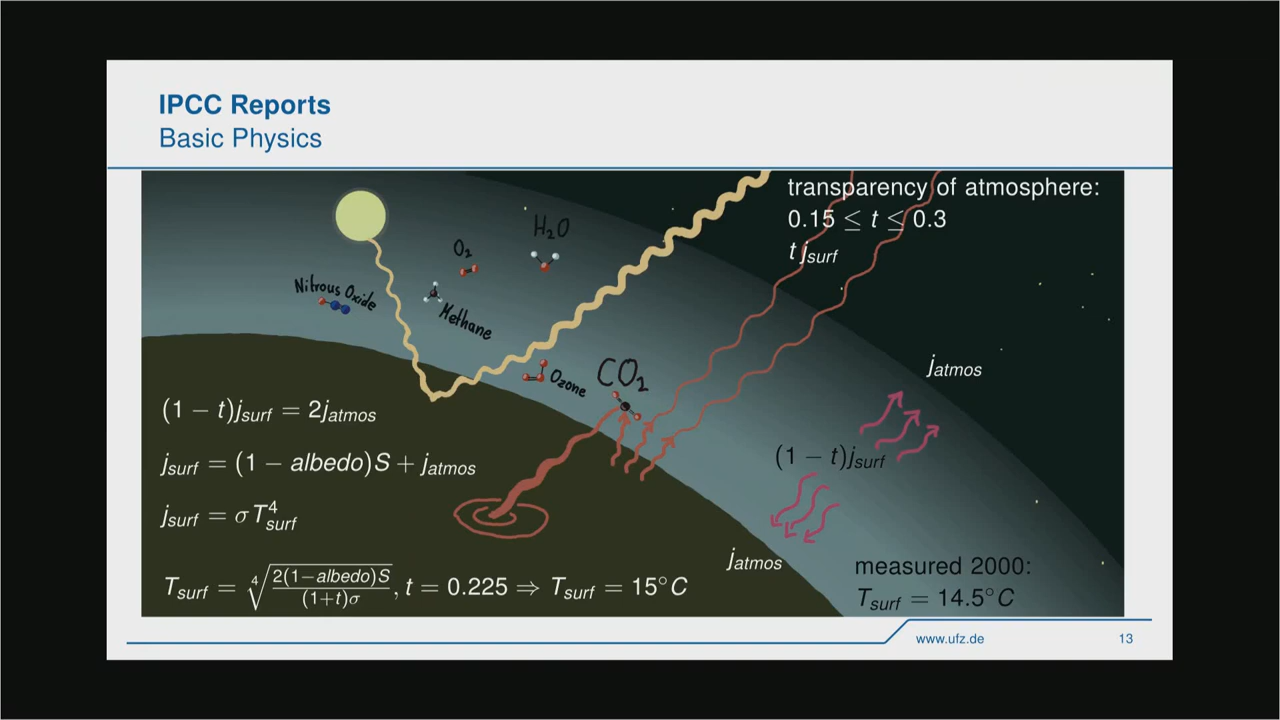 IPCC Reports
Basic Physics
transparency of atmosphere:
0.15 ≤ t ≤ 0.3
t j_surf
H₂O
O₂
Nitrous Oxide
Methane
Ozone
CO₂
j_atmos
(1 − t)j_surf = 2j_atmos
(1 − t)j_surf
j_surf = (1 − albedo)S + j_atmos
j_surf = σT⁴_surf
j_atmos
measured 2000:
T_surf = ∜(2(1−albedo)S / (1+t)σ), t = 0.225 ⇒ T_surf = 15°C
T_surf = 14.5°C
www.ufz.de
13